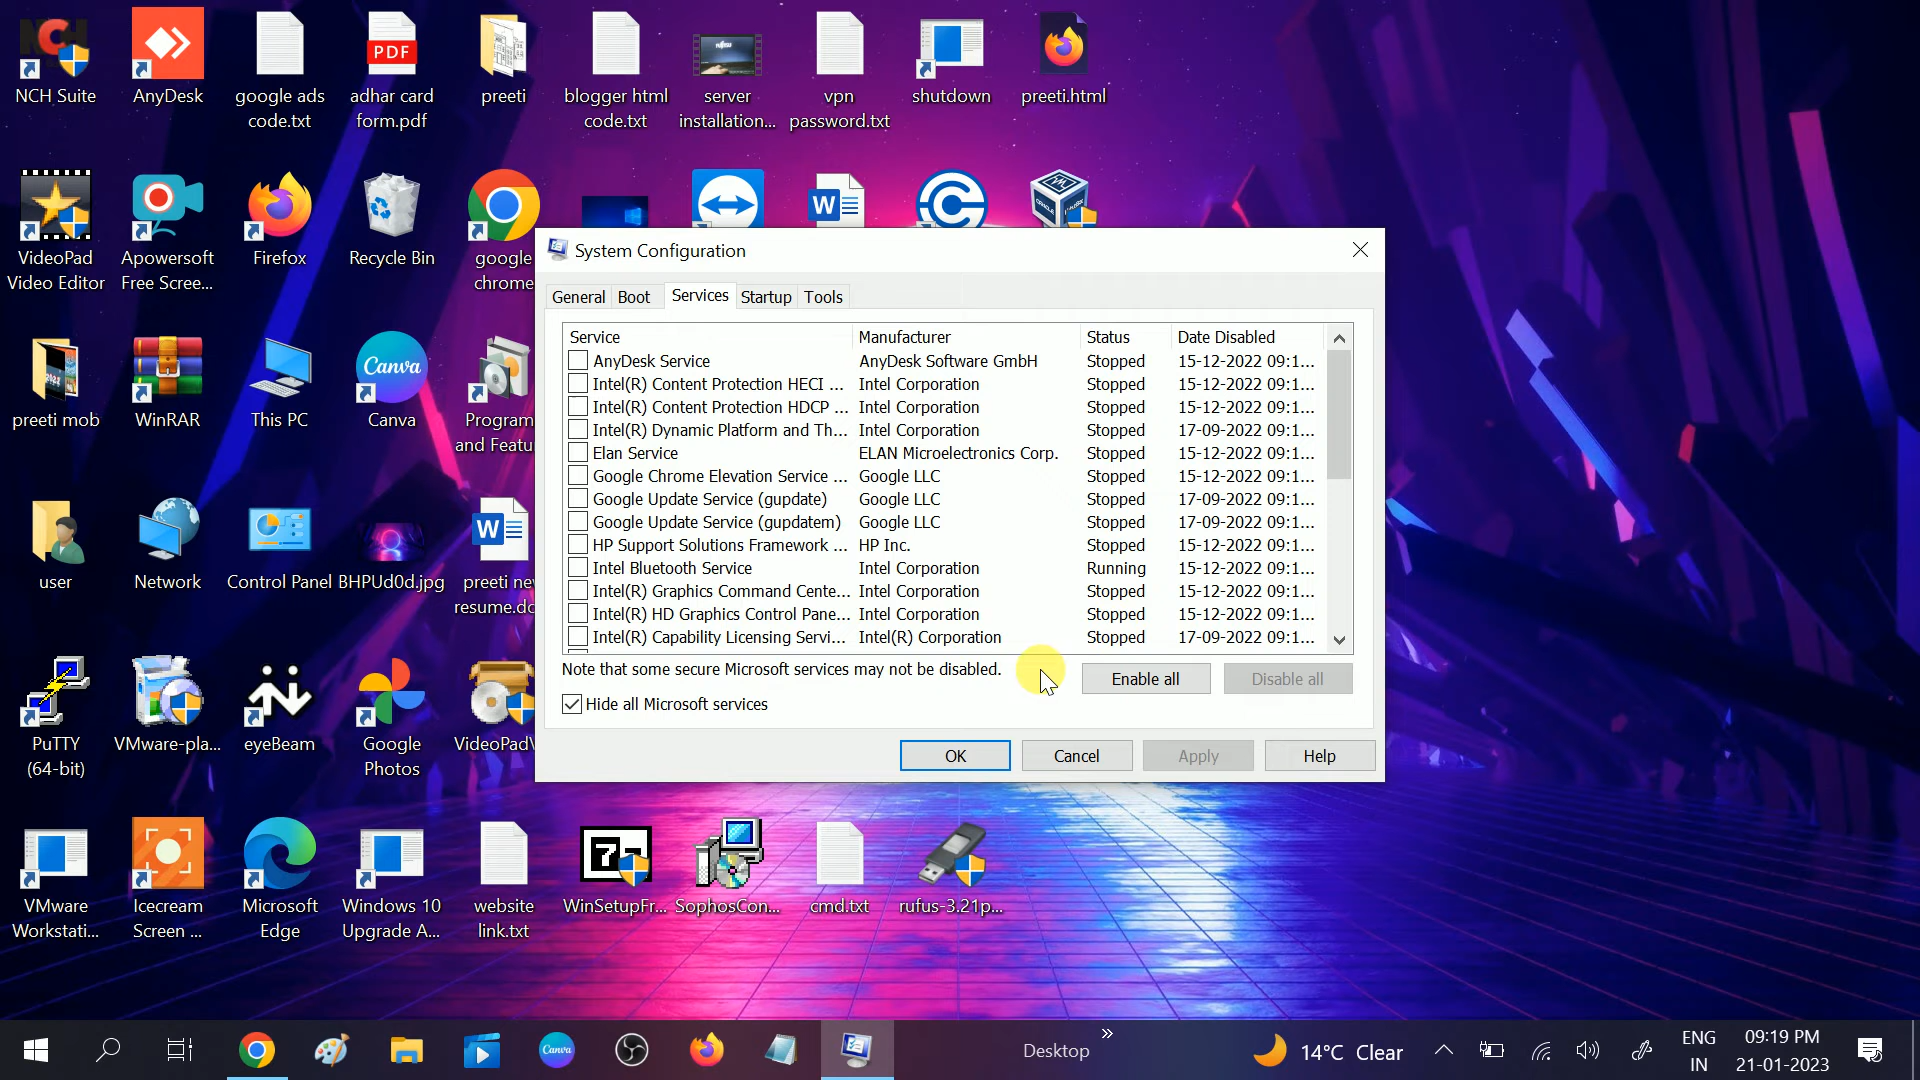 NCH Suite
AnyDesk
google ads
code.txt
PDF
adhar card
form.pdf
preeti
blogger html
code.txt
FUJITSU
server
installation...
vpn
password.txt
shutdown
preeti.html
VideoPad
Video Editor
Apowersoft
Free Scree...
Firefox
Recycle Bin
google
chrome
preeti mob
WinRAR
This PC
Canva
Canva
Program
and Featu
user
Network
Control Panel
BHPUd0d.jpg
preeti ne
resume.do
PuTTY
(64-bit)
VMware-pla...
eyeBeam
Google
Photos
VideoPadV
VMware
Workstati...
Icecream
Screen ...
Microsoft
Edge
Windows 10
Upgrade A...
website
link.txt
WinSetupFr...
SophosCon...
cmd.txt
rufus-3.21p...
System Configuration
General Boot Services Startup Tools
Service Manufacturer Status Date Disabled
AnyDesk Service AnyDesk Software GmbH Stopped 15-12-2022 09:1...
Intel(R) Content Protection HECI ... Intel Corporation Stopped 15-12-2022 09:1...
Intel(R) Content Protection HDCP ... Intel Corporation Stopped 15-12-2022 09:1...
Intel(R) Dynamic Platform and Th... Intel Corporation Stopped 17-09-2022 09:1...
Elan Service ELAN Microelectronics Corp. Stopped 15-12-2022 09:1...
Google Chrome Elevation Service ... Google LLC Stopped 15-12-2022 09:1...
Google Update Service (gupdate) Google LLC Stopped 17-09-2022 09:1...
Google Update Service (gupdatem) Google LLC Stopped 17-09-2022 09:1...
HP Support Solutions Framework ... HP Inc. Stopped 15-12-2022 09:1...
Intel Bluetooth Service Intel Corporation Running 15-12-2022 09:1...
Intel(R) Graphics Command Cente... Intel Corporation Stopped 15-12-2022 09:1...
Intel(R) HD Graphics Control Pane... Intel Corporation Stopped 15-12-2022 09:1...
Intel(R) Capability Licensing Servi... Intel(R) Corporation Stopped 17-09-2022 09:1...
Note that some secure Microsoft services may not be disabled.
Enable all Disable all
Hide all Microsoft services
OK Cancel Apply Help
Canva
Desktop
14°C Clear
ENG
IN
09:19 PM
21-01-2023